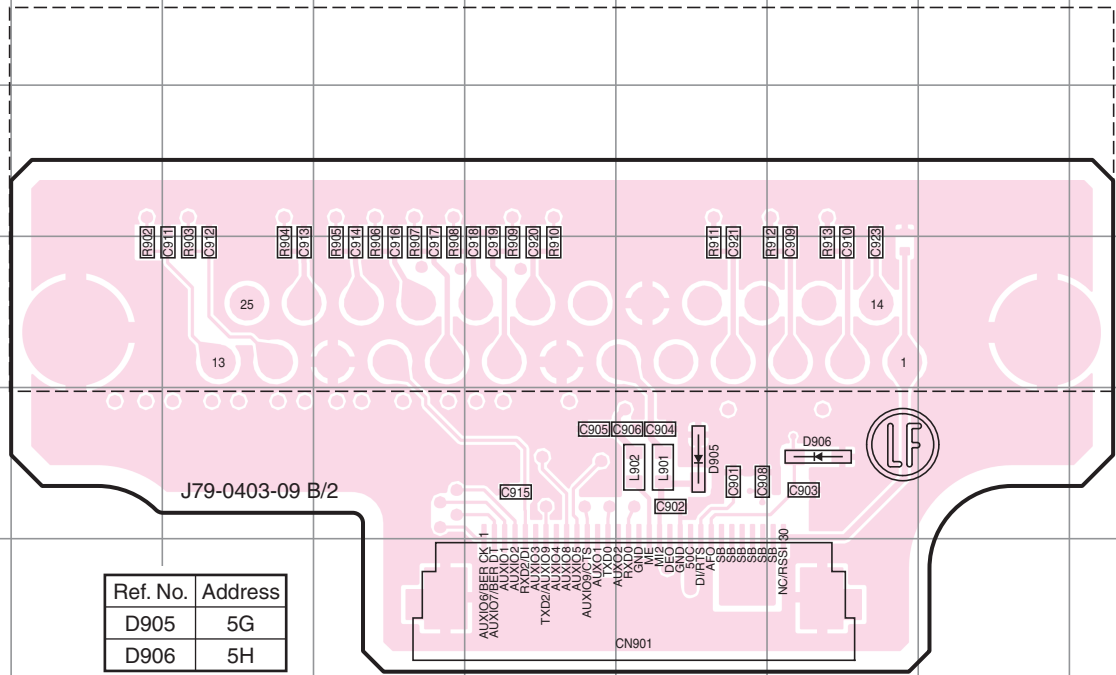 R902 C911 R903 C912 R904 C913 R905 C914 R906 C916 R907 C917 R908 C918 C919 R909 C920 R910 R911 C921 R912 C909 R913 C910 C923
25 14
13 1
C905 C906 C904
D905
D906
LF
L902 L901
C901 C908 C903
J79-0403-09 B/2
C915
C902
1
AUXIO6/BER CK
AUXIO7/BER DT
AUXIO1
AUXIO2
RXD2/DI
AUXIO3
TXD2/AUXIO9
AUXIO4
AUXIO8
AUXIO5
AUXIO9/CTS
AUXO1
TXD0
AUXO2
RXD0
GND
ME
MI2
DEO
GND
50C
DI/RTS
AFO
SB
SB
SB
SB
SB
SB
NC/RSSI
30
CN901
Ref. No. Address
D905 5G
D906 5H